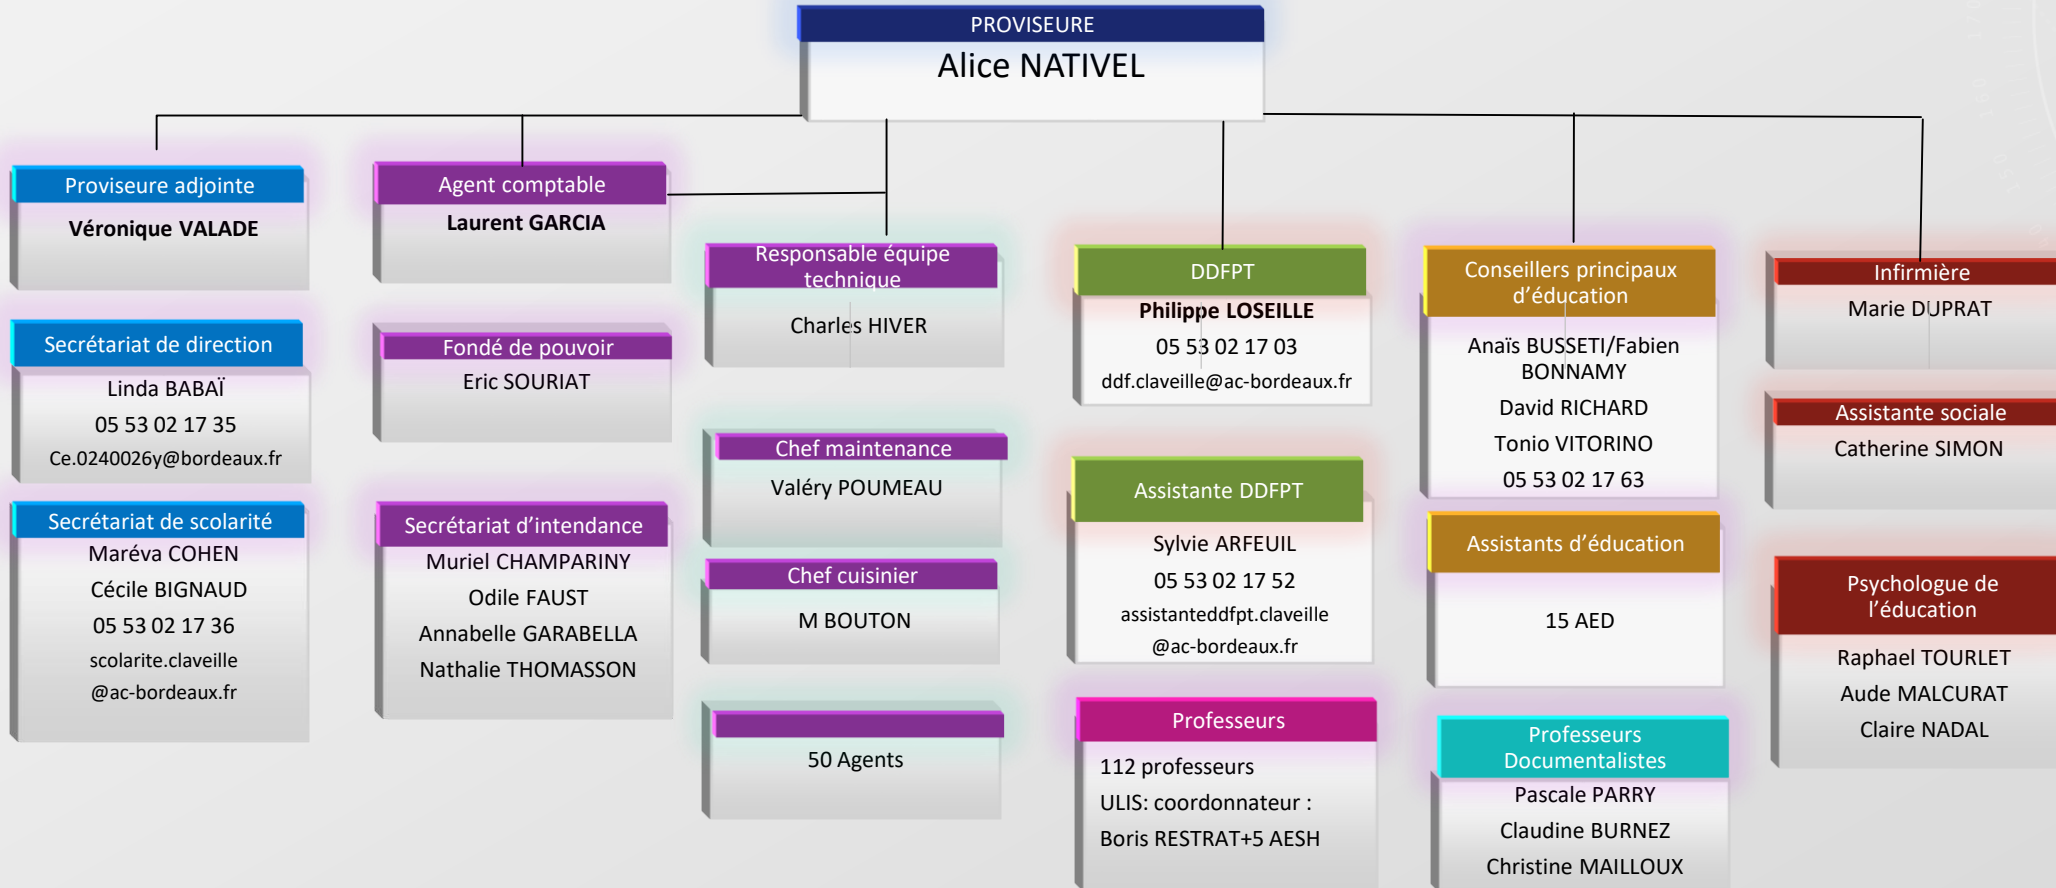 PROVISEURE
Alice NATIVEL
Proviseure adjointe
Véronique VALADE
Secrétariat de direction
Linda BABAÏ
05 53 02 17 35
Ce.0240026y@bordeaux.fr
Secrétariat de scolarité
Maréva COHEN
Cécile BIGNAUD
05 53 02 17 36
scolarite.claveille
@ac-bordeaux.fr
Agent comptable
Laurent GARCIA
Fondé de pouvoir
Eric SOURIAT
Secrétariat d’intendance
Muriel CHAMPARINY
Odile FAUST
Annabelle GARABELLA
Nathalie THOMASSON
Responsable équipe
technique
Charles HIVER
Chef maintenance
Valéry POUMEAU
Chef cuisinier
M BOUTON
50 Agents
DDFPT
Philippe LOSEILLE
05 53 02 17 03
ddf.claveille@ac-bordeaux.fr
Assistante DDFPT
Sylvie ARFEUIL
05 53 02 17 52
assistanteddfpt.claveille
@ac-bordeaux.fr
Professeurs
112 professeurs
ULIS: coordonnateur :
Boris RESTRAT+5 AESH
Conseillers principaux
d’éducation
Anaïs BUSSETI/Fabien
BONNAMY
David RICHARD
Tonio VITORINO
05 53 02 17 63
Assistants d’éducation
15 AED
Professeurs
Documentalistes
Pascale PARRY
Claudine BURNEZ
Christine MAILLOUX
Infirmière
Marie DUPRAT
Assistante sociale
Catherine SIMON
Psychologue de
l’éducation
Raphael TOURLET
Aude MALCURAT
Claire NADAL